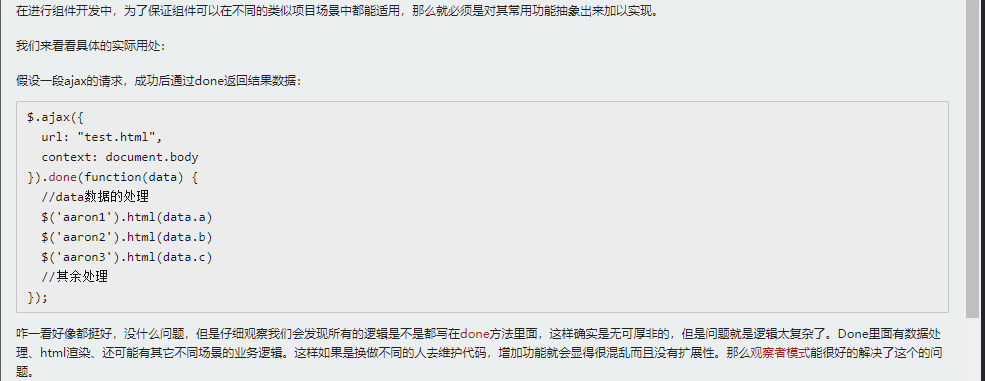 在进行组件开发中，为了保证组件可以在不同的类似项目场景中都能适用，那么就必须是对其常用功能抽象出来加以实现。
我们来看看具体的实际用处：
假设一段ajax的请求，成功后通过done返回结果数据：
$.ajax({
  url: "test.html",
  context: document.body
}).done(function(data) {
  //data数据的处理
  $('aaron1').html(data.a)
  $('aaron2').html(data.b)
  $('aaron3').html(data.c)
  //其余处理
});
咋一看好像都挺好，没什么问题，但是仔细观察我们会发现所有的逻辑是不是都写在done方法里面，这样确实是无可厚非的，但是问题就是逻辑太复杂了。Done里面有数据处
理、html渲染、还可能有其它不同场景的业务逻辑。这样如果是换做不同的人去维护代码，增加功能就会显得很混乱而且没有扩展性。那么观察者模式能很好的解决了这个的问
题。